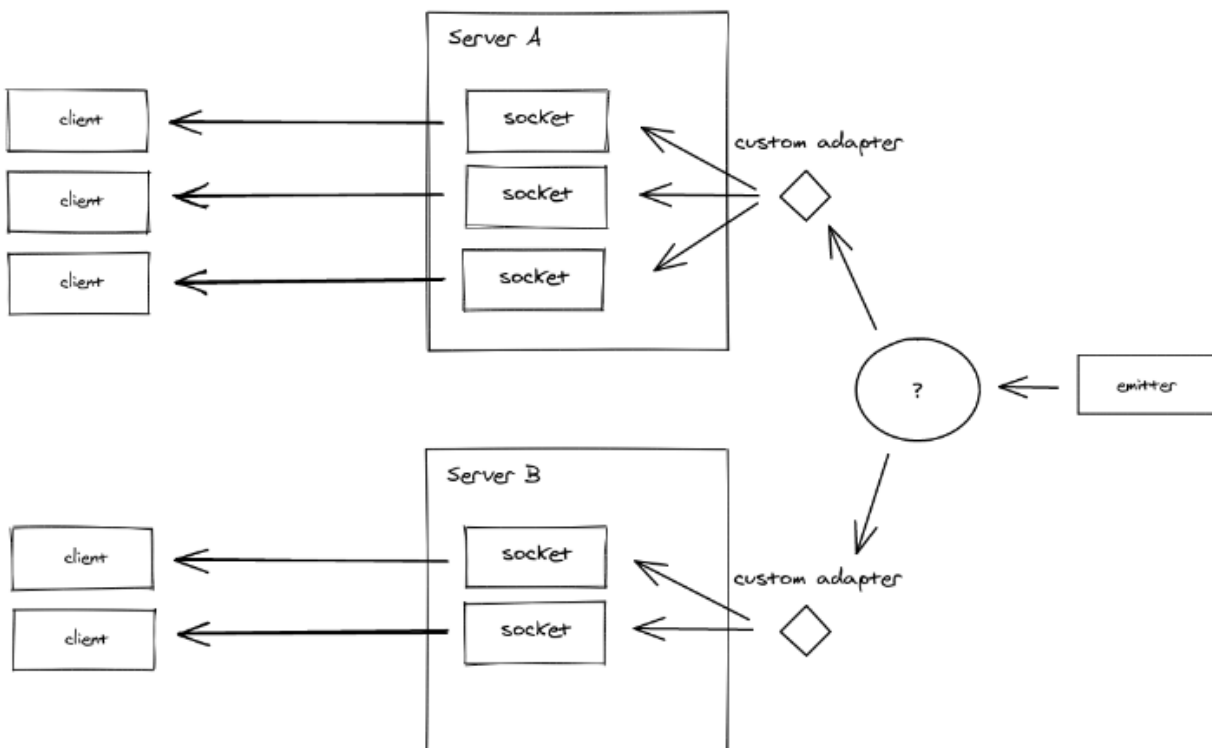 Server A
client
socket
custom adapter
client
socket
client
socket
?
emitter
Server B
client
socket
custom adapter
client
socket